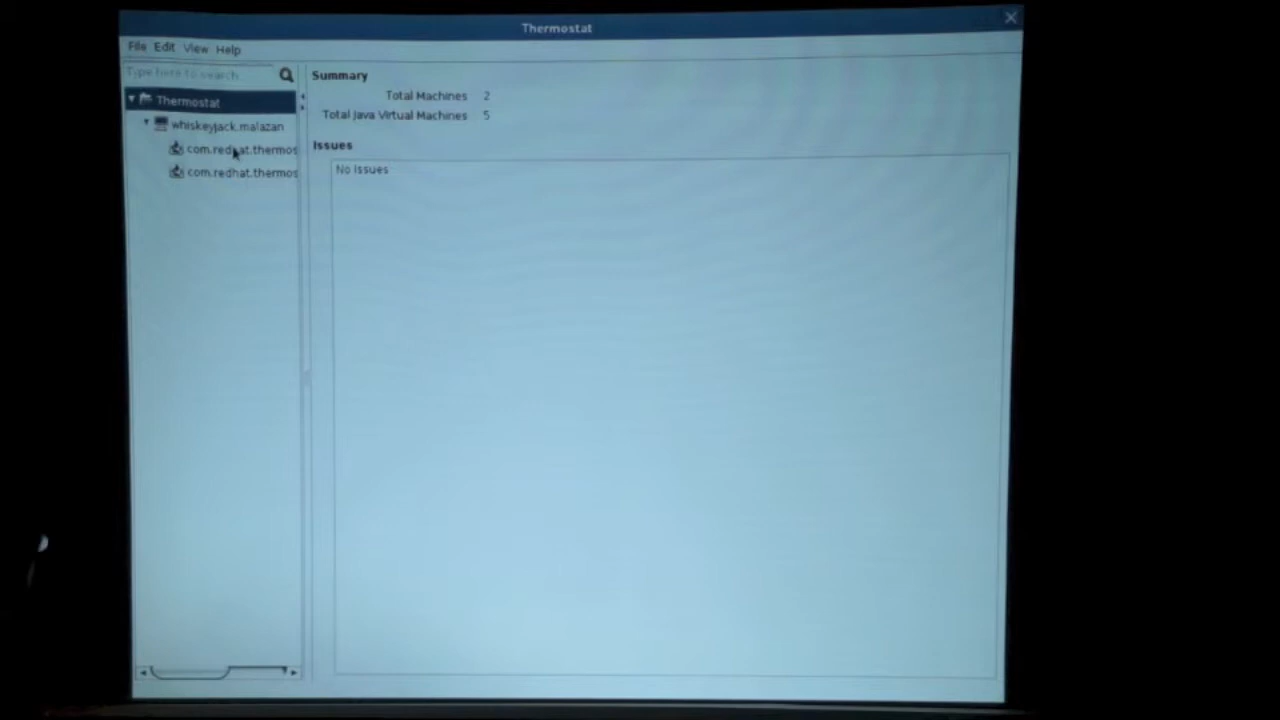 Thermostat
File Edit View Help
Type here to search...
Thermostat
whiskeyjack.malazan
com.redhat.thermos
com.redhat.thermos
Summary
Total Machines 2
Total Java Virtual Machines 5
Issues
No Issues